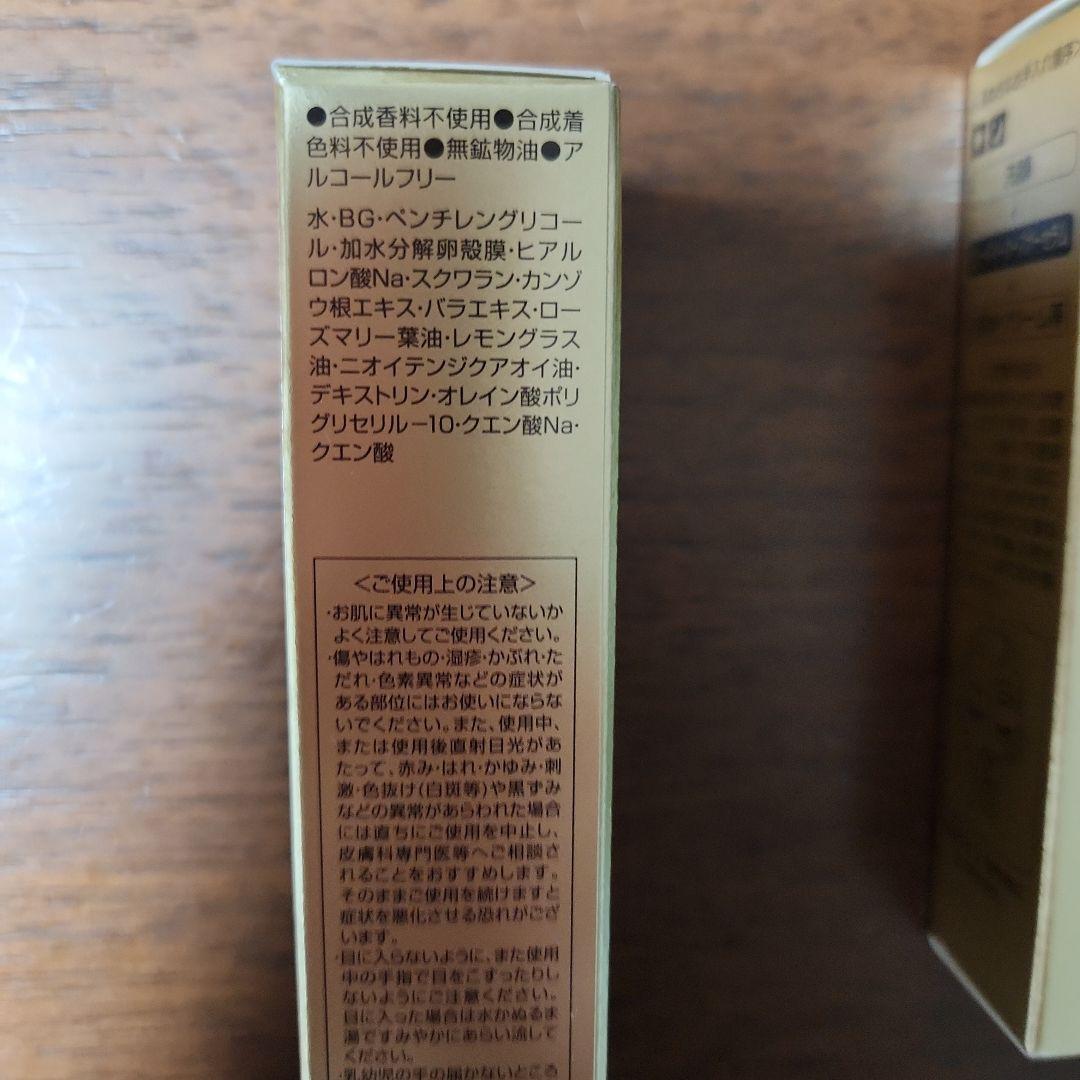 ●合成香料不使用●合成着
色料不使用●無鉱物油●ア
ルコールフリー
水・BG・ペンチレングリコー
ル・加水分解卵殻膜・ヒアル
ロン酸Na・スクワラン・カンゾ
ウ根エキス・バラエキス・ロー
ズマリー葉油・レモングラス
油・ニオイテンジクアオイ油・
デキストリン・オレイン酸ポリ
グリセリル－10・クエン酸Na・
クエン酸
＜ご使用上の注意＞
・お肌に異常が生じていないか
よく注意してご使用ください。
・傷やはれもの・湿疹・かぶれ・た
だれ・色素異常などの症状が
ある部位にはお使いにならな
いでください。また、使用中、
または使用後直射日光があ
たって、赤み・はれ・かゆみ・刺
激・色抜け(白斑等)や黒ずみ
などの異常があらわれた場合
には直ちにご使用を中止し、
皮膚科専門医等へご相談さ
れることをおすすめします。
そのままご使用を続けますと
症状を悪化させる恐れがござ
います。
・目に入らないように、また使用
中の手指で目をこすったりし
ないようにご注意ください。
目に入った場合は水かぬるま
湯ですみやかにあらい流して
ください。
・乳幼児の手の届かないところ